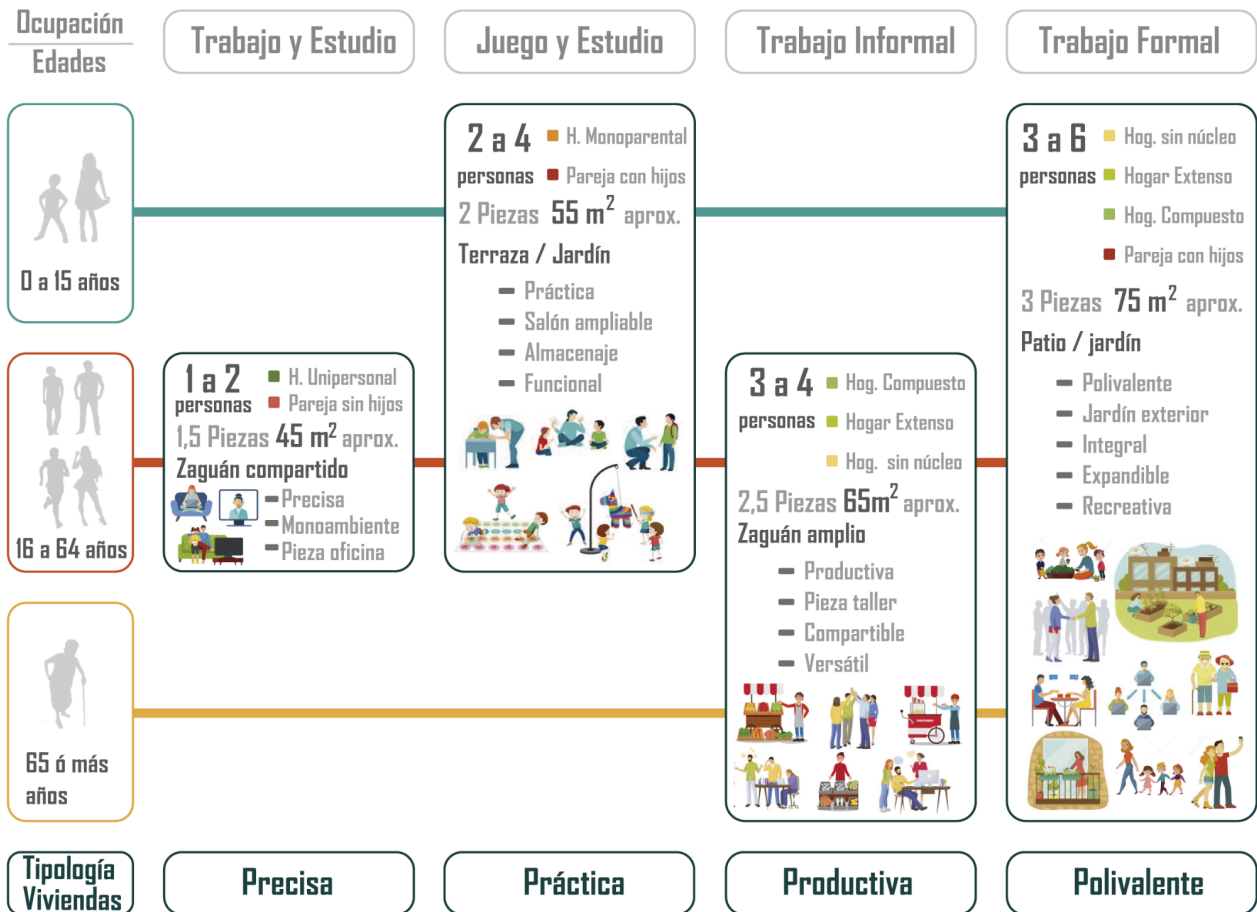 Ocupación
Edades
Trabajo y Estudio
Juego y Estudio
Trabajo Informal
Trabajo Formal
0 a 15 años
16 a 64 años
65 ó más
años
1 a 2
personas
H. Unipersonal
Pareja sin hijos
1,5 Piezas 45 m² aprox.
Zaguán compartido
Precisa
Monoambiente
Pieza oficina
2 a 4
personas
H. Monoparental
Pareja con hijos
2 Piezas 55 m² aprox.
Terraza / Jardín
Práctica
Salón ampliable
Almacenaje
Funcional
3 a 4
personas
Hog. Compuesto
Hogar Extenso
Hog. sin núcleo
2,5 Piezas 65m² aprox.
Zaguán amplio
Productiva
Pieza taller
Compartible
Versátil
3 a 6
personas
Hog. sin núcleo
Hogar Extenso
Hog. Compuesto
Pareja con hijos
3 Piezas 75 m² aprox.
Patio / jardín
Polivalente
Jardín exterior
Integral
Expandible
Recreativa
Tipología
Viviendas
Precisa
Práctica
Productiva
Polivalente